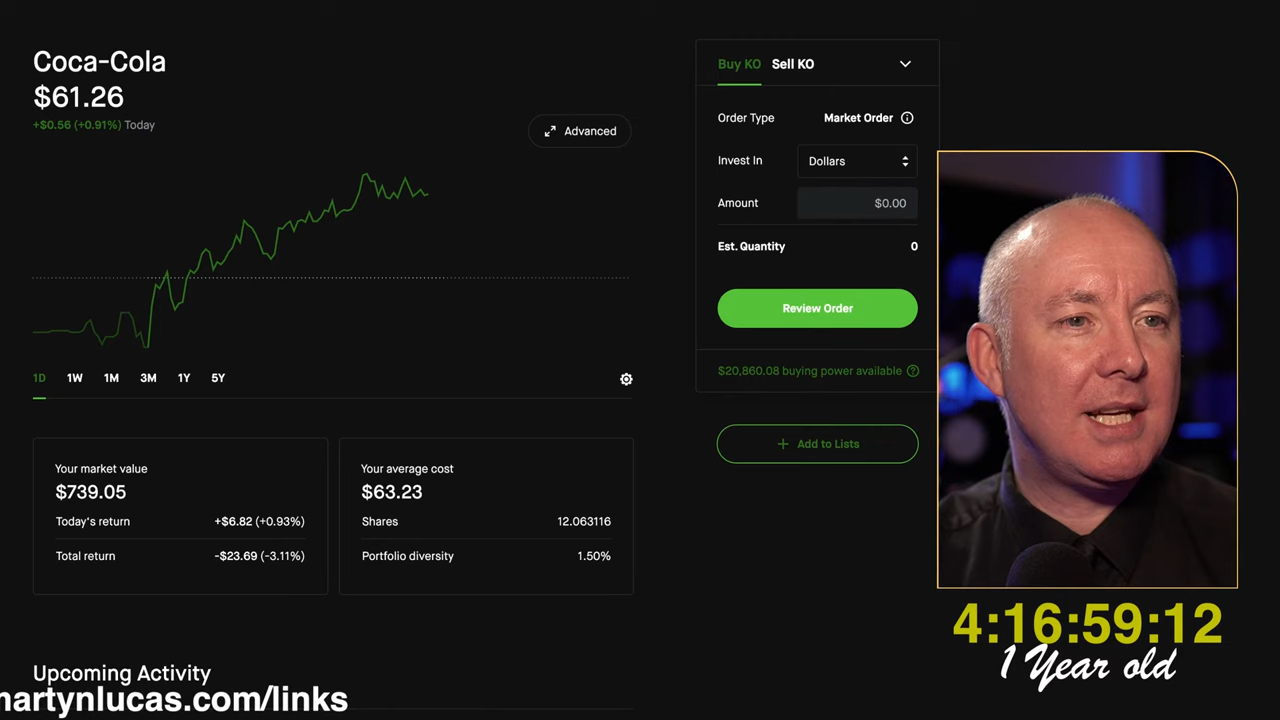 Coca-Cola
$61.26
+$0.56 (+0.91%) Today
Advanced
1D 1W 1M 3M 1Y 5Y
Your market value
$739.05
Today's return +$6.82 (+0.93%)
Total return -$23.69 (-3.11%)
Your average cost
$63.23
Shares 12.063116
Portfolio diversity 1.50%
Upcoming Activity
martynlucas.com/links
Buy KO Sell KO
Order Type Market Order
Invest In Dollars
Amount $0.00
Est. Quantity 0
Review Order
$20,860.08 buying power available
+ Add to Lists
4:16:59:12
1 Year old